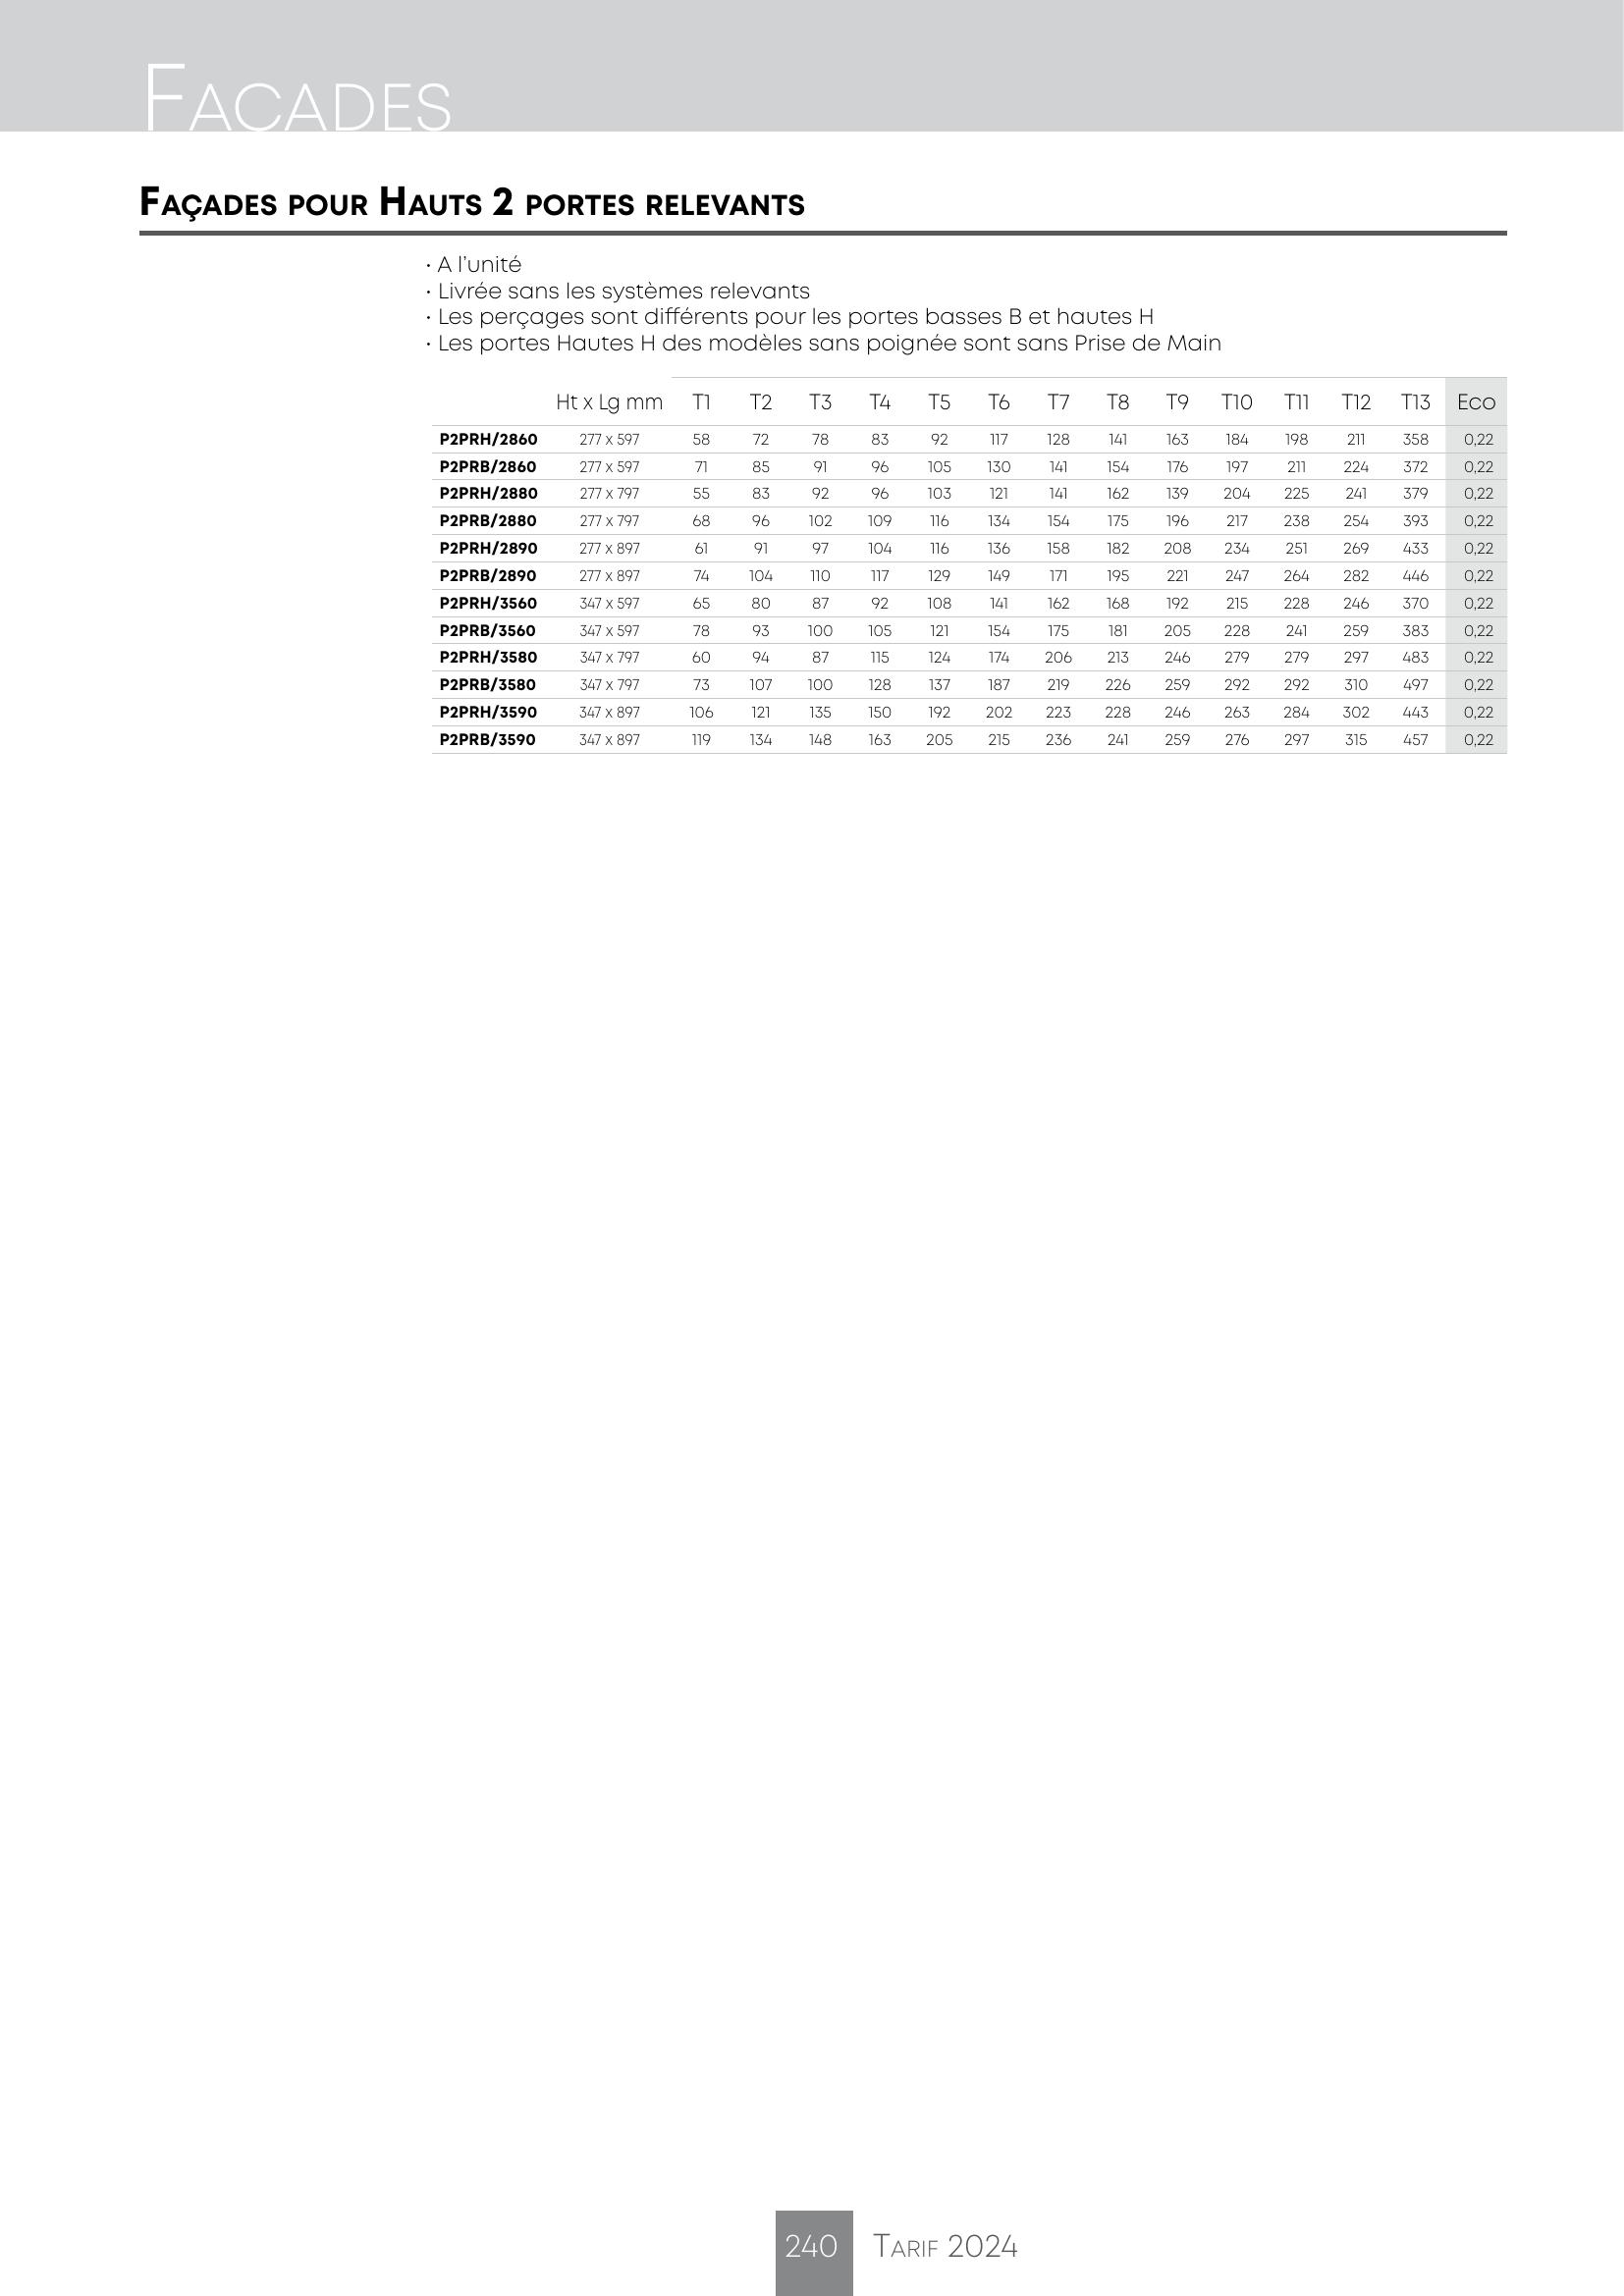 FACADES
FAÇADES POUR HAUTS 2 PORTES RELEVANTS
· A l'unité
· Livrée sans les systèmes relevants
· Les perçages sont différents pour les portes basses B et hautes H
· Les portes Hautes H des modèles sans poignée sont sans Prise de Main
Ht x Lg mm T1 T2 T3 T4 T5 T6 T7 T8 T9 T10 T11 T12 T13 ECO
P2PRH/2860 277 x 597 58 72 78 83 92 117 128 141 163 184 198 211 358 0,22
P2PRB/2860 277 x 597 71 85 91 96 105 130 141 154 176 197 211 224 372 0,22
P2PRH/2880 277 x 797 55 83 92 96 103 121 141 162 139 204 225 241 379 0,22
P2PRB/2880 277 x 797 68 96 102 109 116 134 154 175 196 217 238 254 393 0,22
P2PRH/2890 277 x 897 61 91 97 104 116 136 158 182 208 234 251 269 433 0,22
P2PRB/2890 277 x 897 74 104 110 117 129 149 171 195 221 247 264 282 446 0,22
P2PRH/3560 347 x 597 65 80 87 92 108 141 162 168 192 215 228 246 370 0,22
P2PRB/3560 347 x 597 78 93 100 105 121 154 175 181 205 228 241 259 383 0,22
P2PRH/3580 347 x 797 60 94 87 115 124 174 206 213 246 279 279 297 483 0,22
P2PRB/3580 347 x 797 73 107 100 128 137 187 219 226 259 292 292 310 497 0,22
P2PRH/3590 347 x 897 106 121 135 150 192 202 223 228 246 263 284 302 443 0,22
P2PRB/3590 347 x 897 119 134 148 163 205 215 236 241 259 276 297 315 457 0,22
240 TARIF 2024